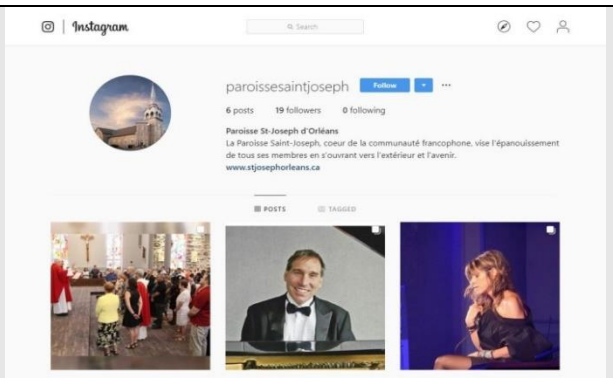 Instagram
Search
paroissesaintjoseph Follow
6 posts 19 followers 0 following
Paroisse St-Joseph d'Orléans
La Paroisse Saint-Joseph, coeur de la communauté francophone, vise l'épanouissement
de tous ses membres en s'ouvrant vers l'extérieur et l'avenir.
www.stjosephorleans.ca
POSTS TAGGED